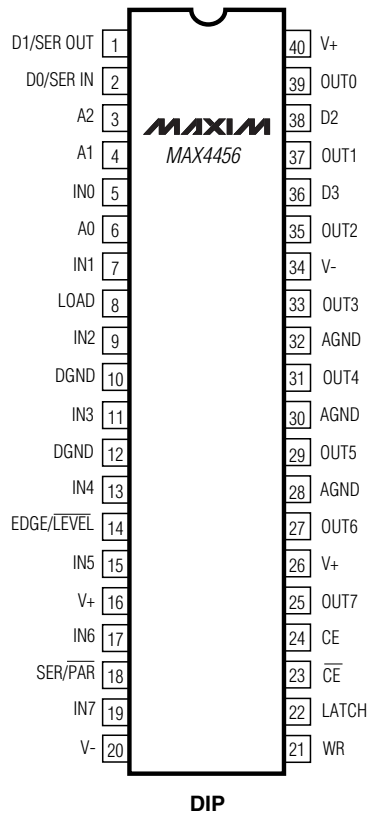 D1/SER OUT 1 40 V+
D0/SER IN 2 39 OUT0
A2 3 MAXIM 38 D2
A1 4 MAX4456 37 OUT1
IN0 5 36 D3
A0 6 35 OUT2
IN1 7 34 V-
LOAD 8 33 OUT3
IN2 9 32 AGND
DGND 10 31 OUT4
IN3 11 30 AGND
DGND 12 29 OUT5
IN4 13 28 AGND
EDGE/L̅E̅V̅E̅L̅ 14 27 OUT6
IN5 15 26 V+
V+ 16 25 OUT7
IN6 17 24 CE
SER/P̅A̅R̅ 18 23 C̅E̅
IN7 19 22 LATCH
V- 20 21 WR
DIP